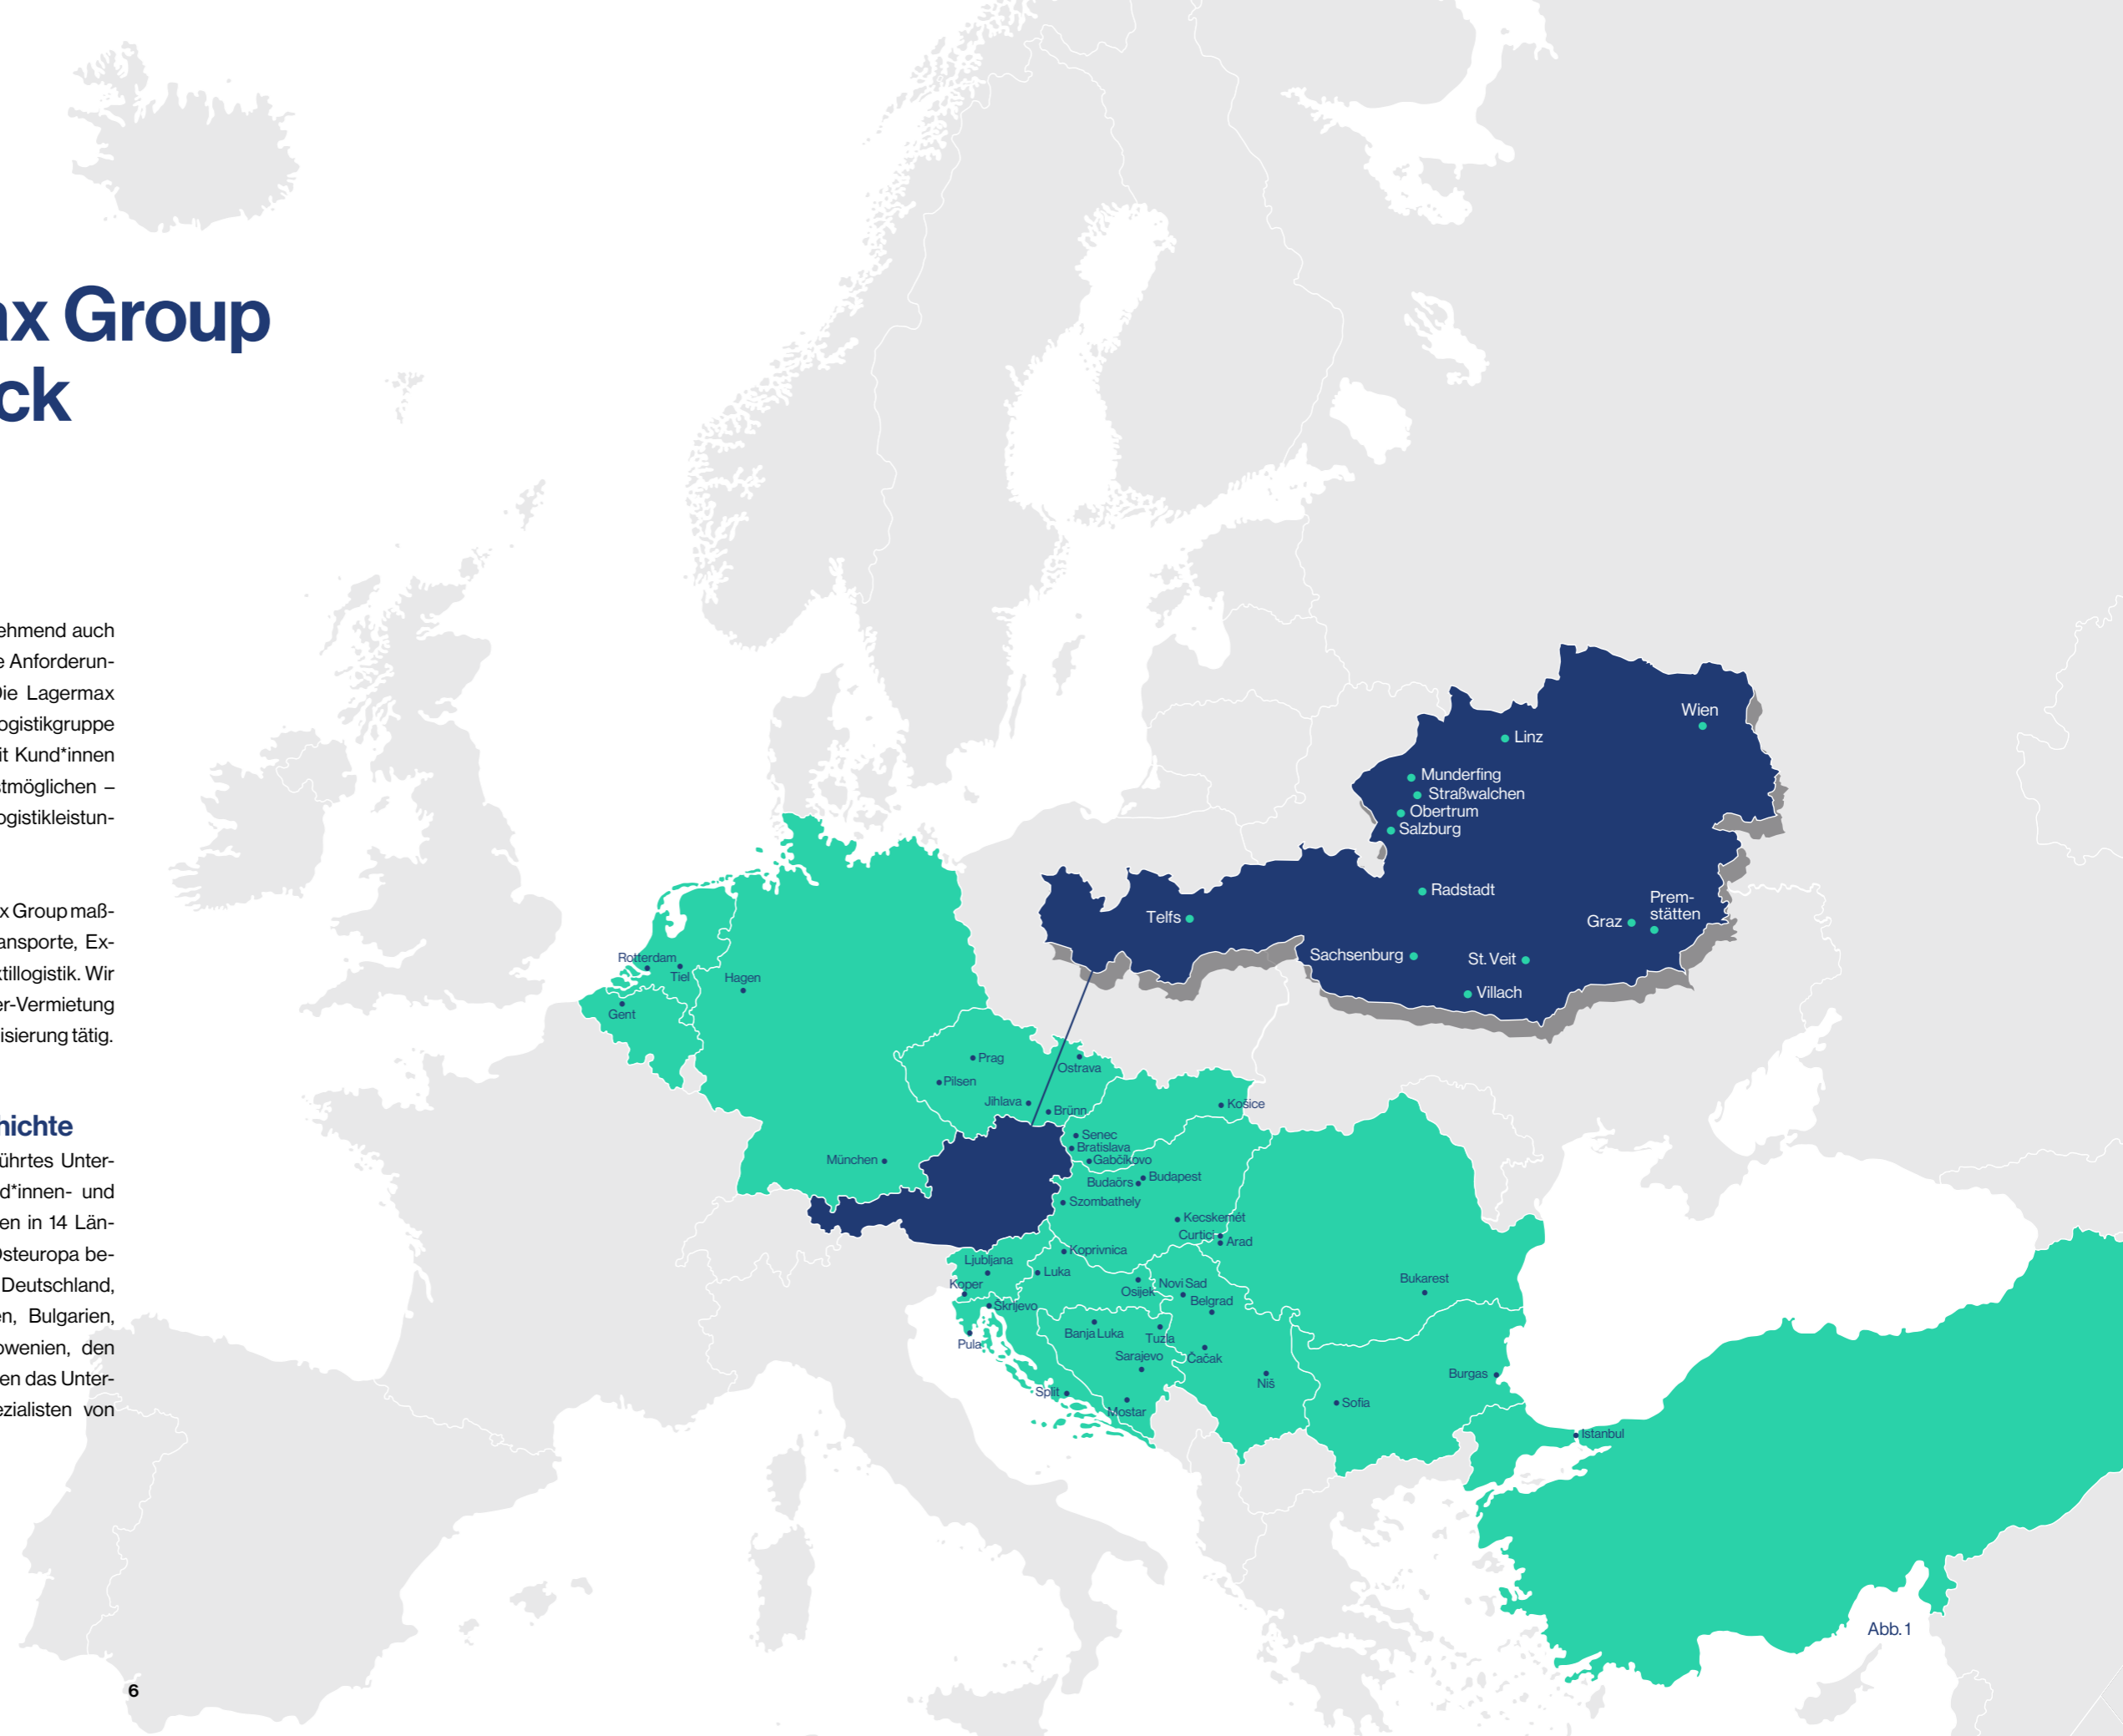 ax Group
ck
ehmend auch
e Anforderun-
Die Lagermax
ogistikgruppe
it Kund*innen
stmöglichen –
ogistikleistun-
x Group maß-
ansporte, Ex-
xtillogistik. Wir
er-Vermietung
isierung tätig.
hichte
ührtes Unter-
d*innen- und
en in 14 Län-
Osteuropa be-
Deutschland,
en, Bulgarien,
owenien, den
en das Unter-
ezialisten von
Wien
Linz
Munderfing
Straßwalchen
Obertrum
Salzburg
Radstadt
Prem-
stätten
Telfs
Graz
Sachsenburg
St. Veit
Villach
Rotterdam
Tiel
Hagen
Gent
Prag
Ostrava
Pilsen
Jihlava
Brünn
Košice
Senec
Bratislava
Gabčíkovo
München
Budapest
Budaörs
Szombathely
Kecskemét
Curtici
Arad
Koprivnica
Ljubljana
Luka
Koper
Osijek
Novi Sad
Bukarest
Škrljevo
Belgrad
Banja Luka
Tuzla
Pula
Sarajevo
Čačak
Niš
Burgas
Split
Mostar
Sofia
Istanbul
Abb. 1
6